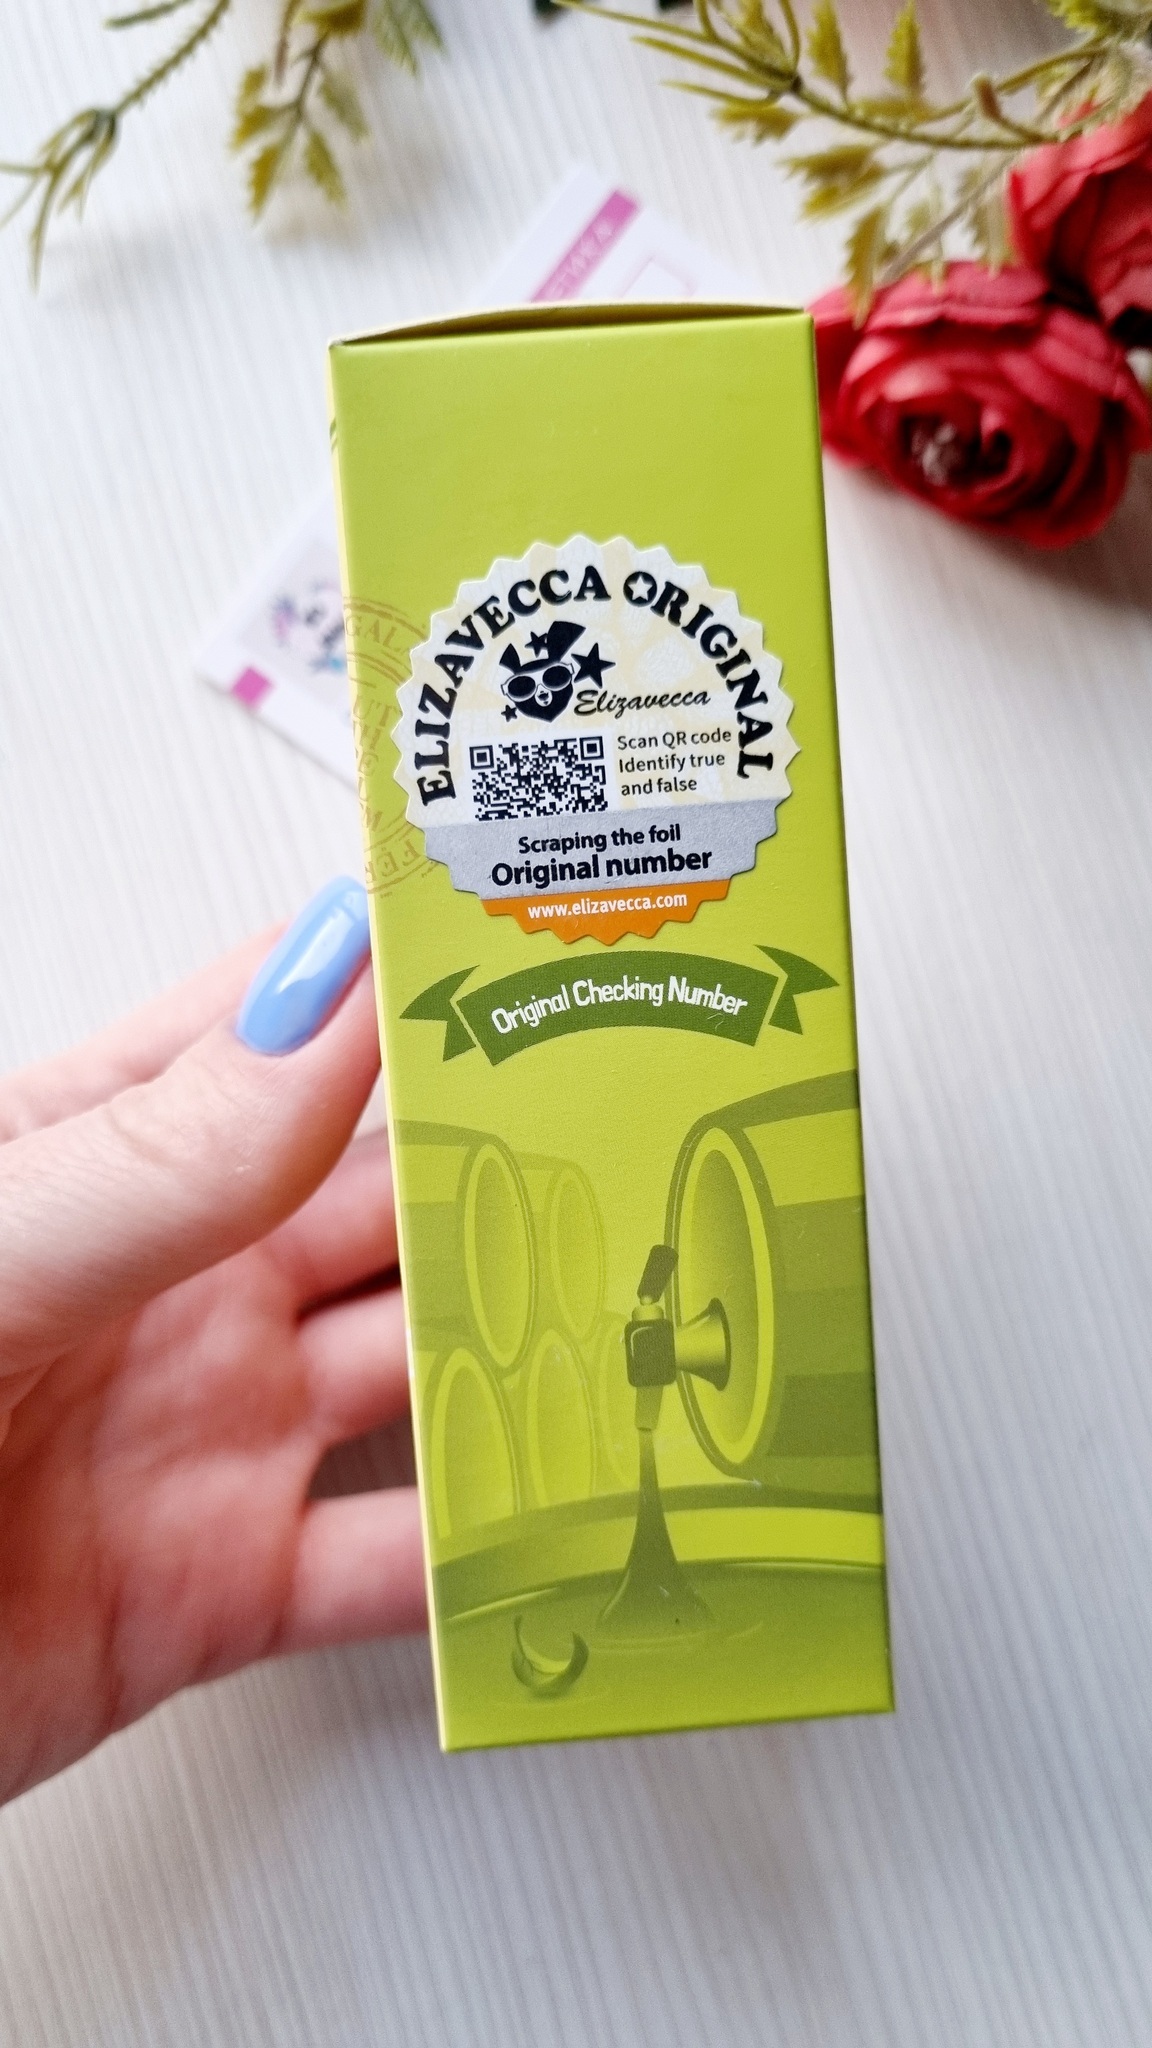 ELIZAVECCA ORIGINAL
Elizavecca
Scan QR code
Identify true
and false
Scraping the foil
Original number
www.elizavecca.com
Original Checking Number